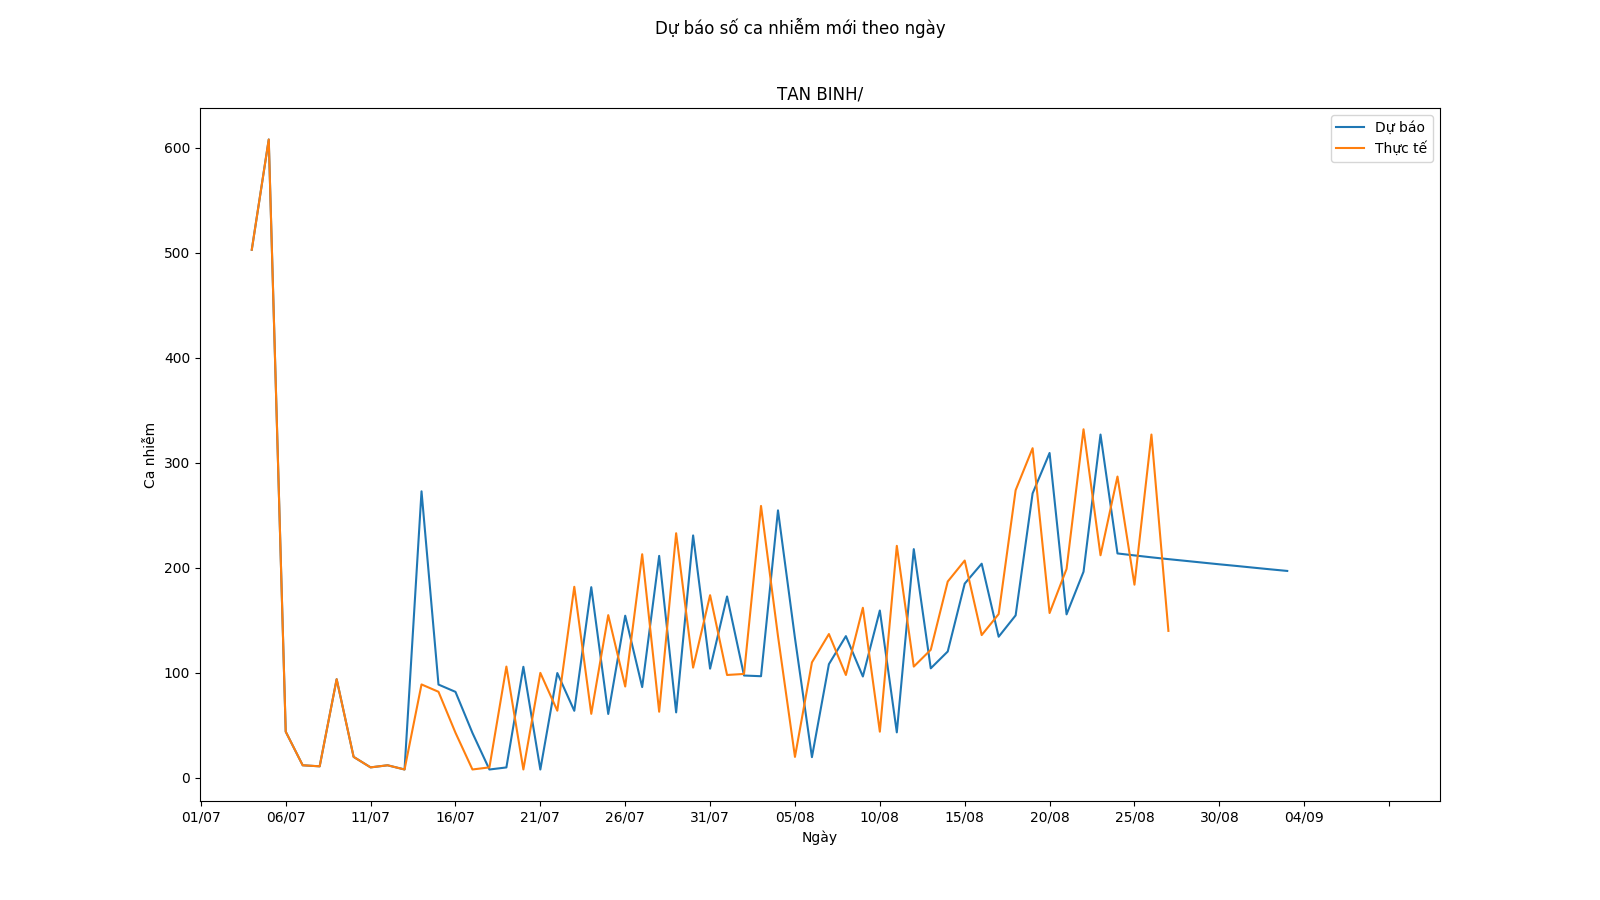 Dự báo số ca nhiễm mới theo ngày
TAN BINH/
Dự báo
Thực tế
600
500
400
300
200
100
0
Ca nhiễm
01/07 06/07 11/07 16/07 21/07 26/07 31/07 05/08 10/08 15/08 20/08 25/08 30/08 04/09
Ngày